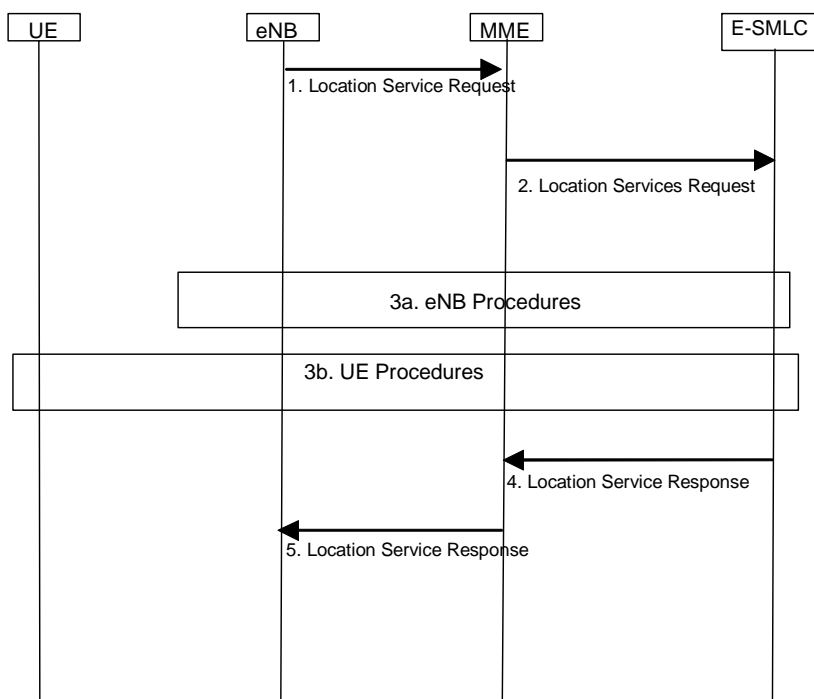 UE
eNB
MME
E-SMLC
1. Location Service Request
2. Location Services Request
3a. eNB Procedures
3b. UE Procedures
4. Location Service Response
5. Location Service Response